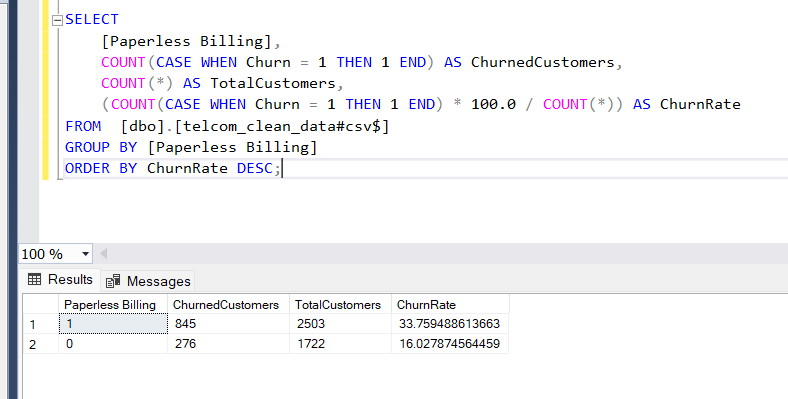 SELECT
[Paperless Billing],
COUNT(CASE WHEN Churn = 1 THEN 1 END) AS ChurnedCustomers,
COUNT(*) AS TotalCustomers,
(COUNT(CASE WHEN Churn = 1 THEN 1 END) * 100.0 / COUNT(*)) AS ChurnRate
FROM [dbo].[telcom_clean_data#csv$]
GROUP BY [Paperless Billing]
ORDER BY ChurnRate DESC;
100 %
Results Messages
Paperless Billing ChurnedCustomers TotalCustomers ChurnRate
1 1 845 2503 33.759488613663
2 0 276 1722 16.027874564459